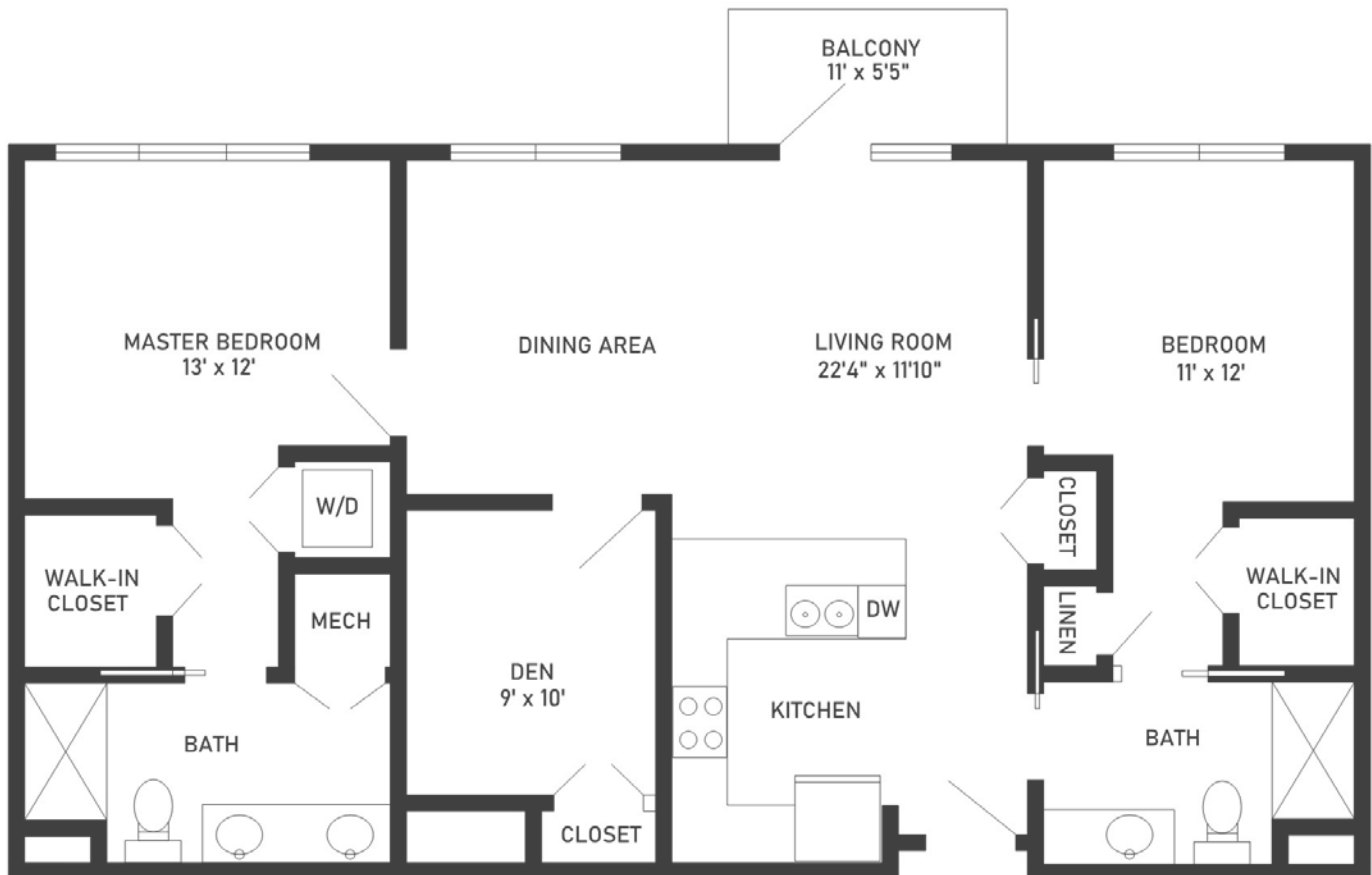 BALCONY
11' x 5'5"
MASTER BEDROOM
13' x 12'
DINING AREA
LIVING ROOM
22'4" x 11'10"
BEDROOM
11' x 12'
W/D
CLOSET
WALK-IN
CLOSET
MECH
DW
LINEN
WALK-IN
CLOSET
DEN
9' x 10'
KITCHEN
BATH
BATH
CLOSET